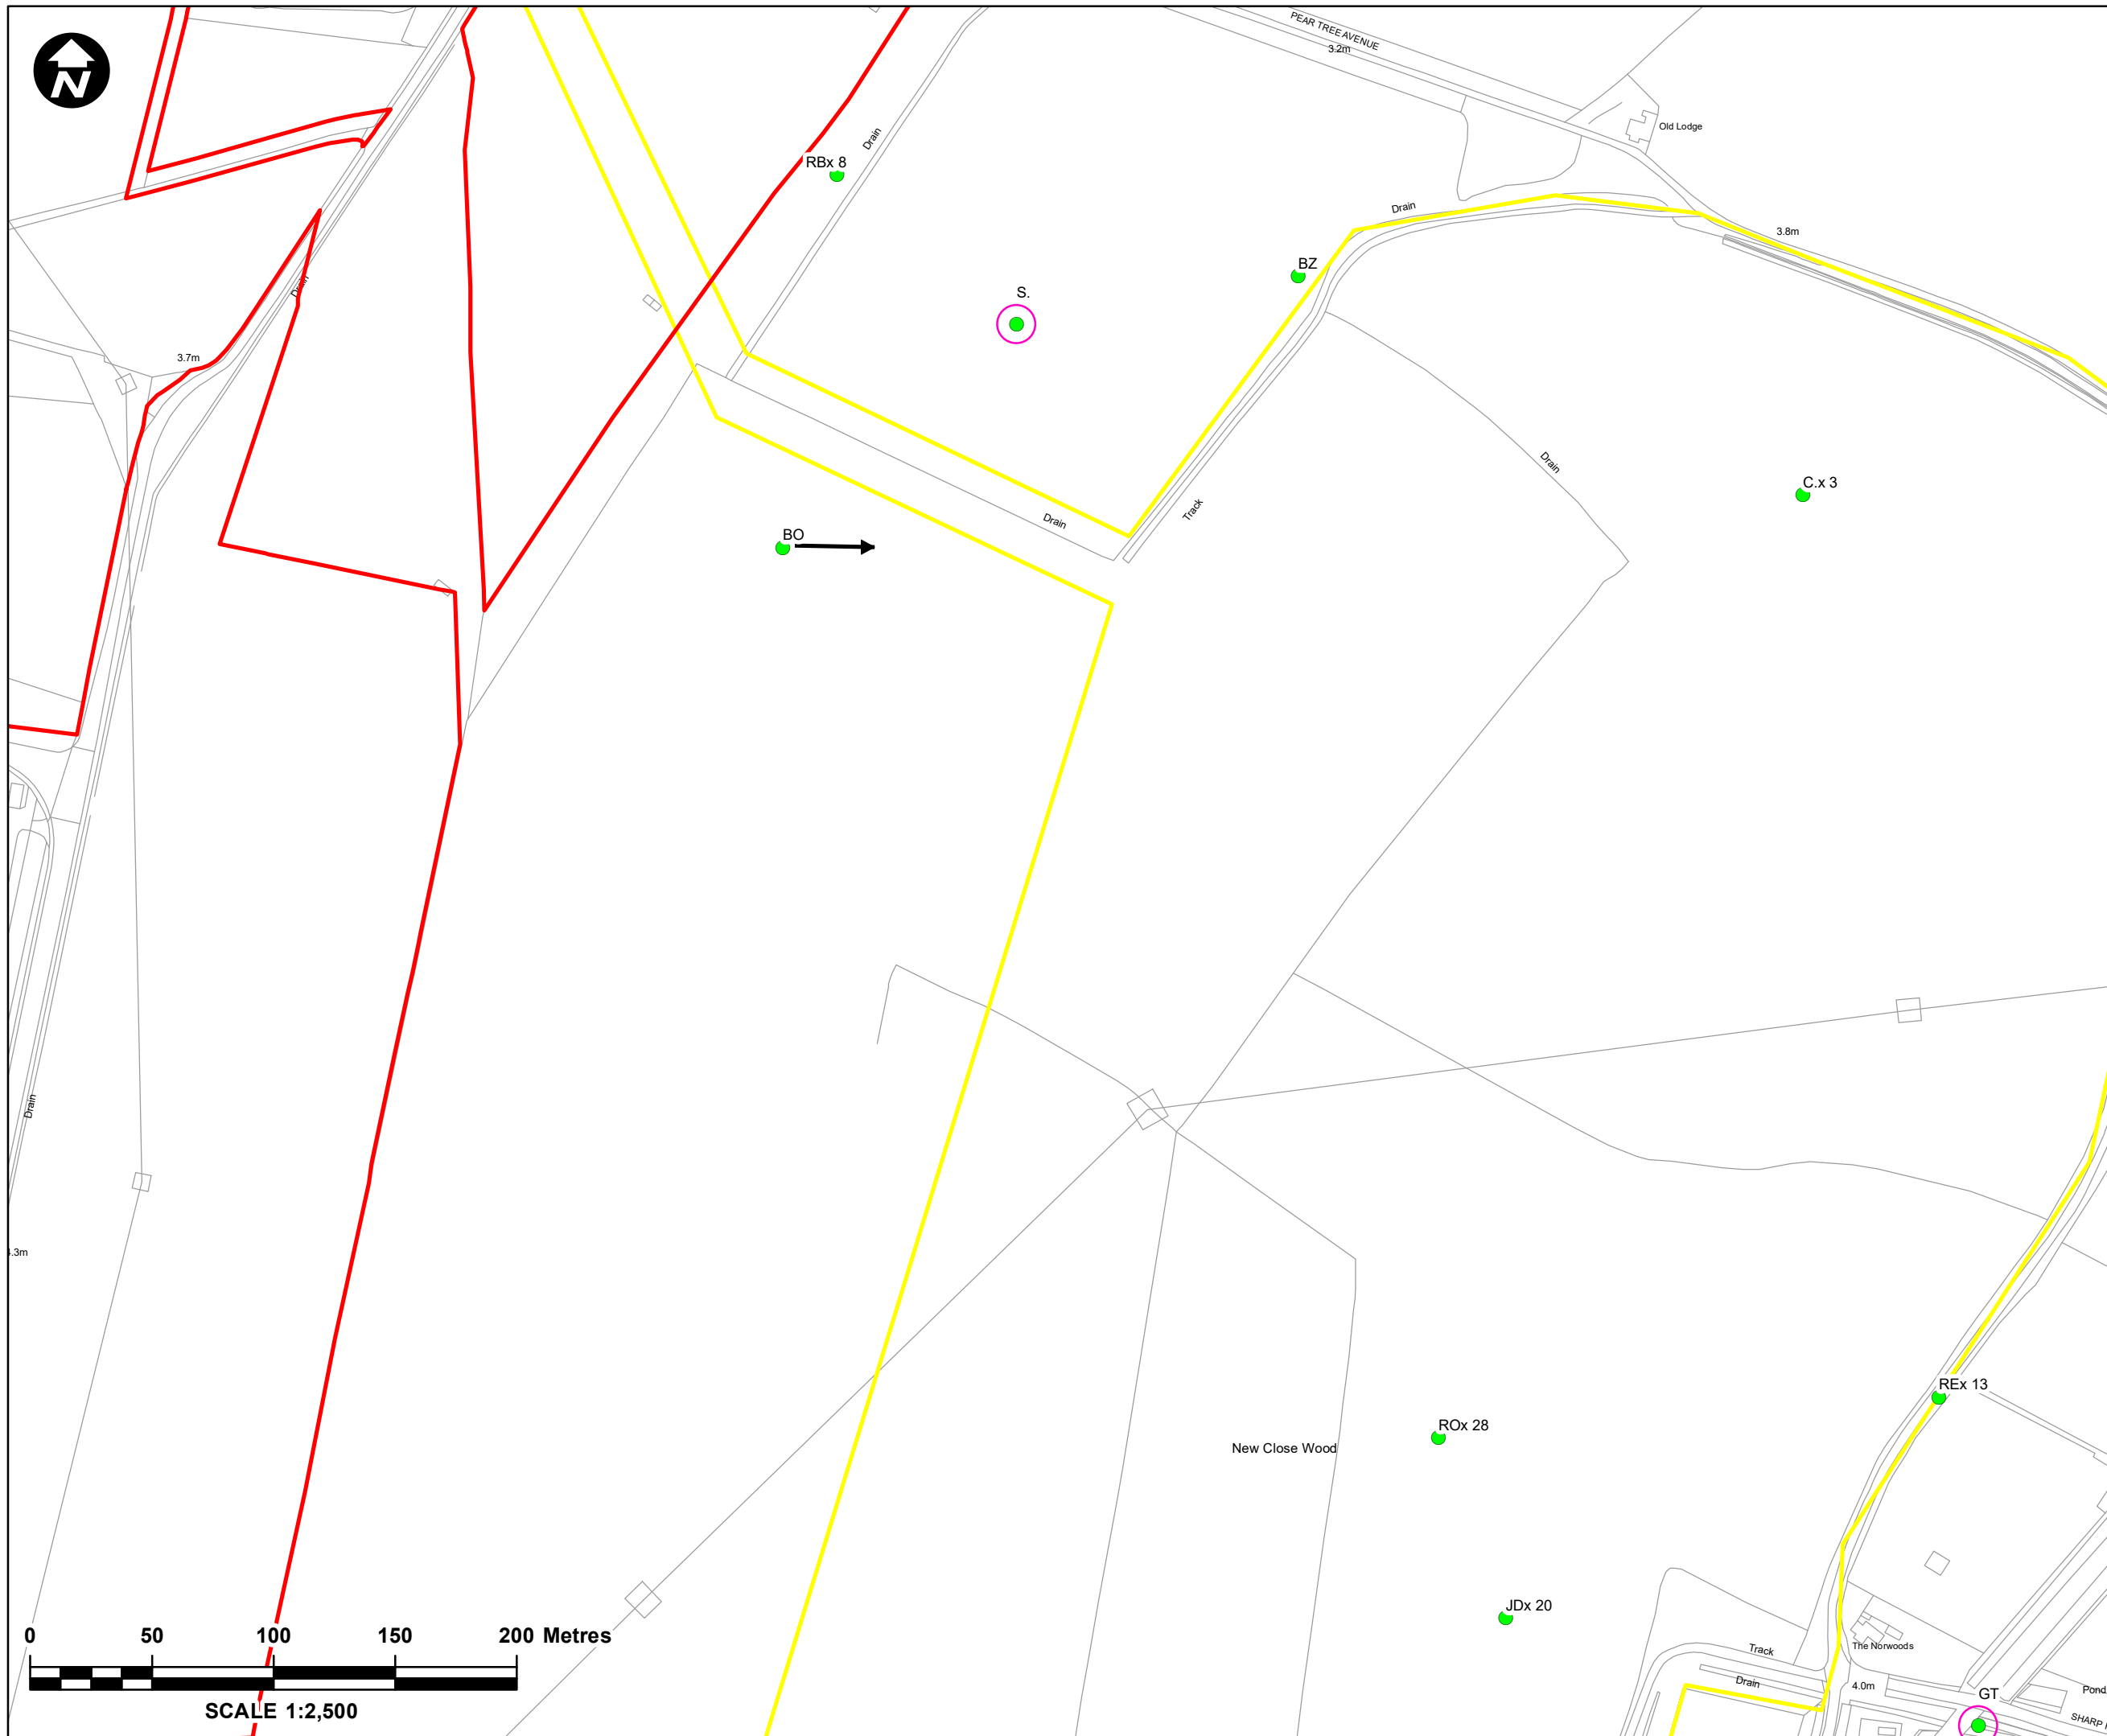 PEAR TREE AVENUE
3.2m
N
Old Lodge
Drain
RBx 8
Drain
3.8m
BZ
S.
Drain
3.7m
Drain
C.x 3
Track
Drain
BO
Drain
REx 13
ROx 28
New Close Wood
JDx 20
0 50 100 150 200 Metres
SCALE 1:2,500
The Norwoods
Track
Drain
4.0m
Pond
GT
SHARP